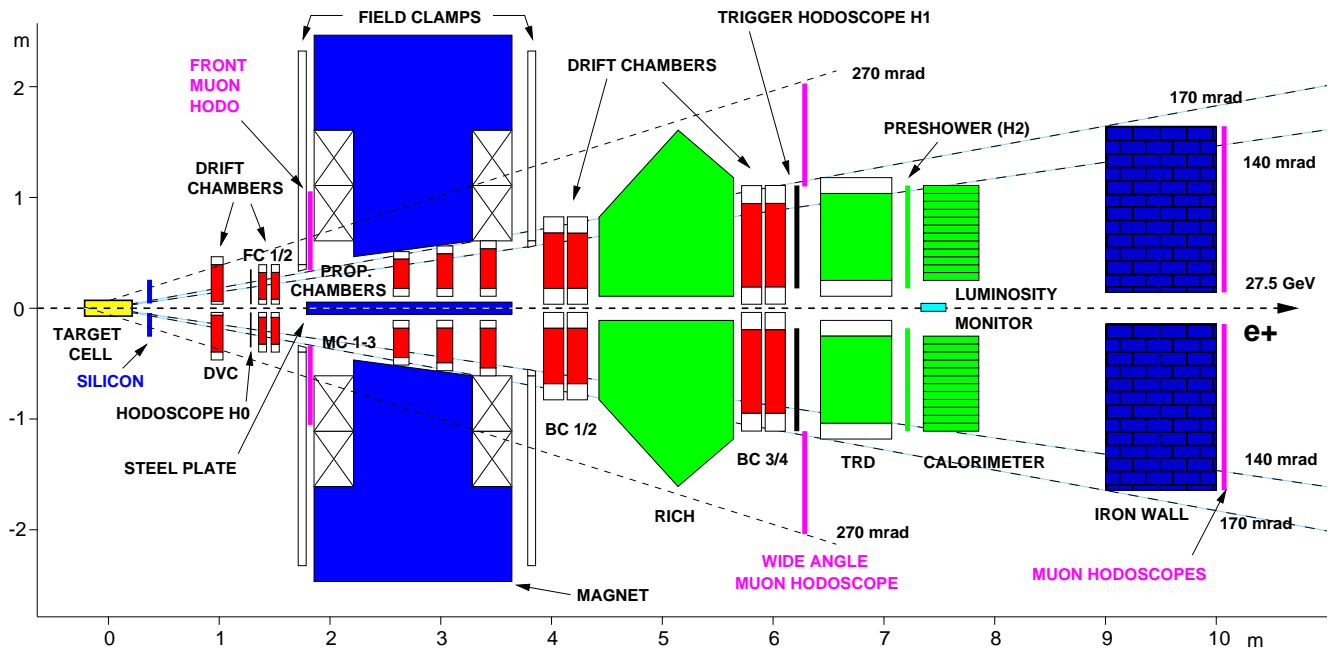 FIELD CLAMPS
TRIGGER HODOSCOPE H1
m
FRONT
MUON
HODO
DRIFT CHAMBERS
270 mrad
170 mrad
2
PRESHOWER (H2)
DRIFT
CHAMBERS
140 mrad
1
FC 1/2
PROP.
CHAMBERS
27.5 GeV
LUMINOSITY
0
MONITOR
e+
TARGET
CELL
MC 1-3
SILICON
DVC
HODOSCOPE H0
-1
BC 1/2
STEEL PLATE
BC 3/4
TRD
CALORIMETER
140 mrad
RICH
IRON WALL
170 mrad
-2
270 mrad
WIDE ANGLE
MUON HODOSCOPE
MUON HODOSCOPES
MAGNET
0 1 2 3 4 5 6 7 8 9 10 m